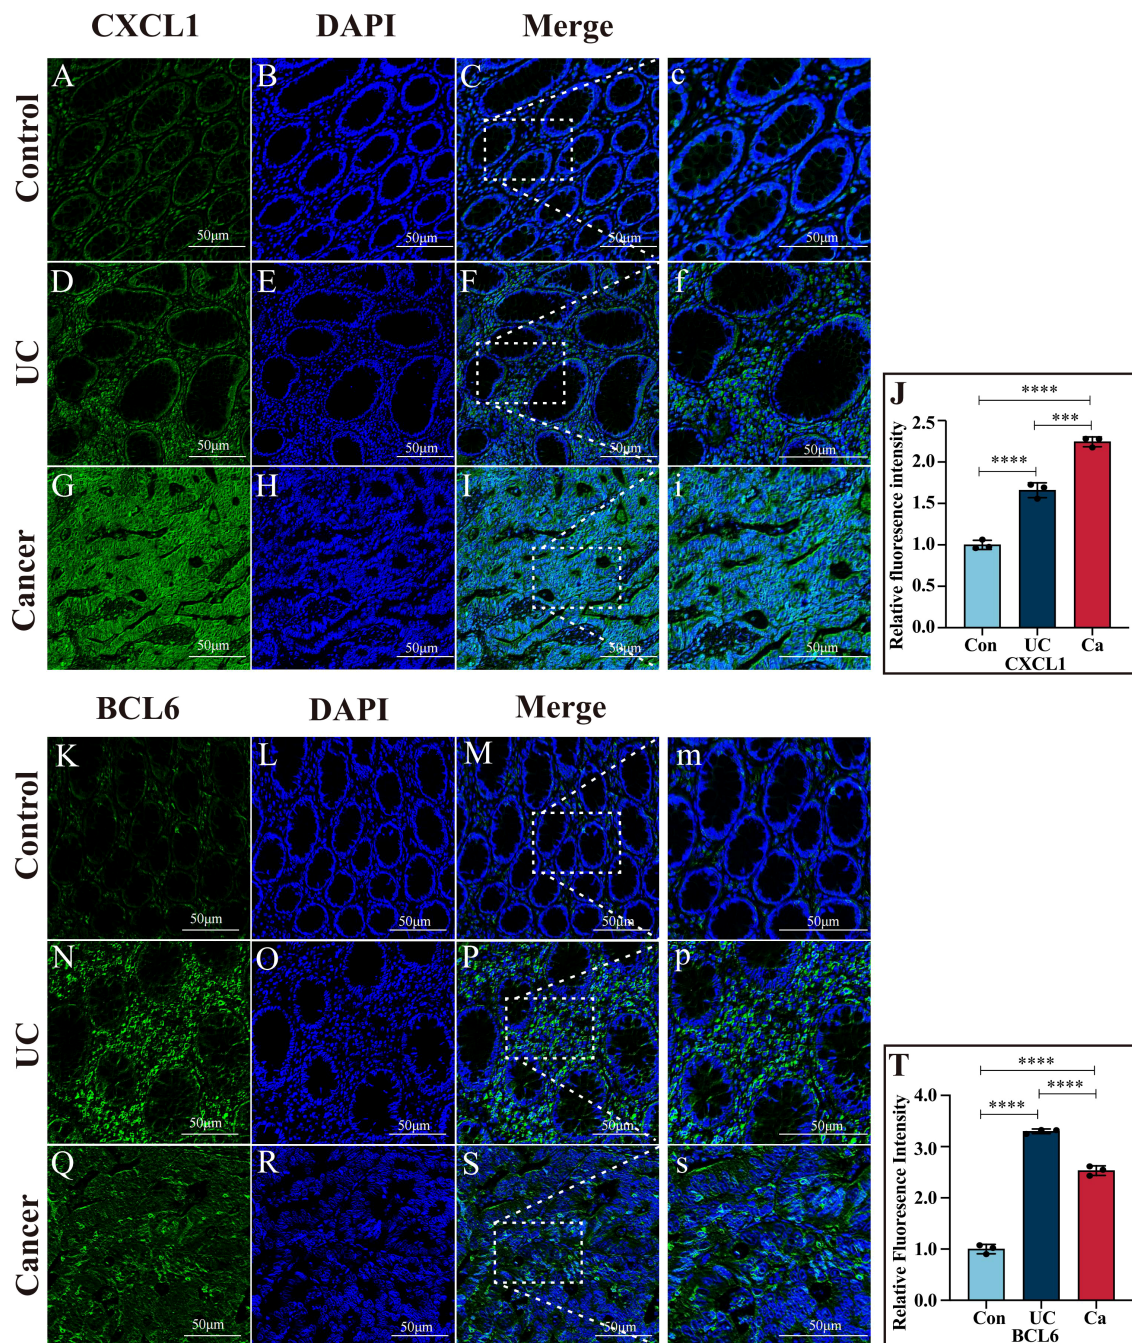 CXCL1 DAPI Merge
Control
A B C c
50μm 50μm 50μm 50μm
UC
D E F f
50μm 50μm 50μm 50μm
Cancer
G H I i
50μm 50μm 50μm 50μm
J
Relative fluoresence intensity
****
***
****
2.5
2.0
1.5
1.0
0.5
0.0
Con UC Ca
CXCL1
BCL6 DAPI Merge
Control
K L M m
50μm 50μm 50μm 50μm
UC
N O P p
50μm 50μm 50μm 50μm
Cancer
Q R S s
50μm 50μm 50μm 50μm
T
Relative Fluoresence Intensity
****
****
****
4.0
3.0
2.0
1.0
0.0
Con UC Ca
BCL6